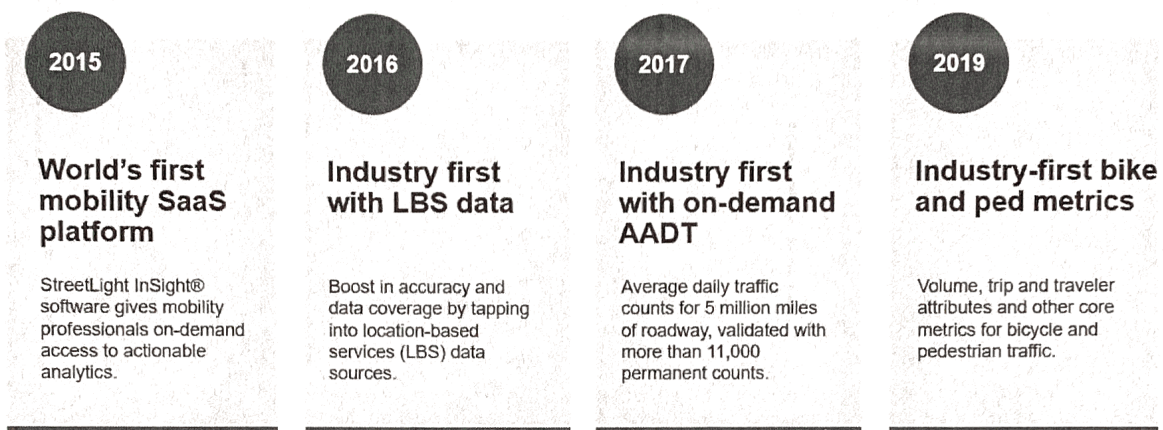 2015
World's first
mobility SaaS
platform
StreetLight InSight®
software gives mobility
professionals on-demand
access to actionable
analytics.
2016
Industry first
with LBS data
Boost in accuracy and
data coverage by tapping
into location-based
services (LBS) data
sources.
2017
Industry first
with on-demand
AADT
Average daily traffic
counts for 5 million miles
of roadway, validated with
more than 11,000
permanent counts.
2019
Industry-first bike
and ped metrics
Volume, trip and traveler
attributes and other core
metrics for bicycle and
pedestrian traffic.